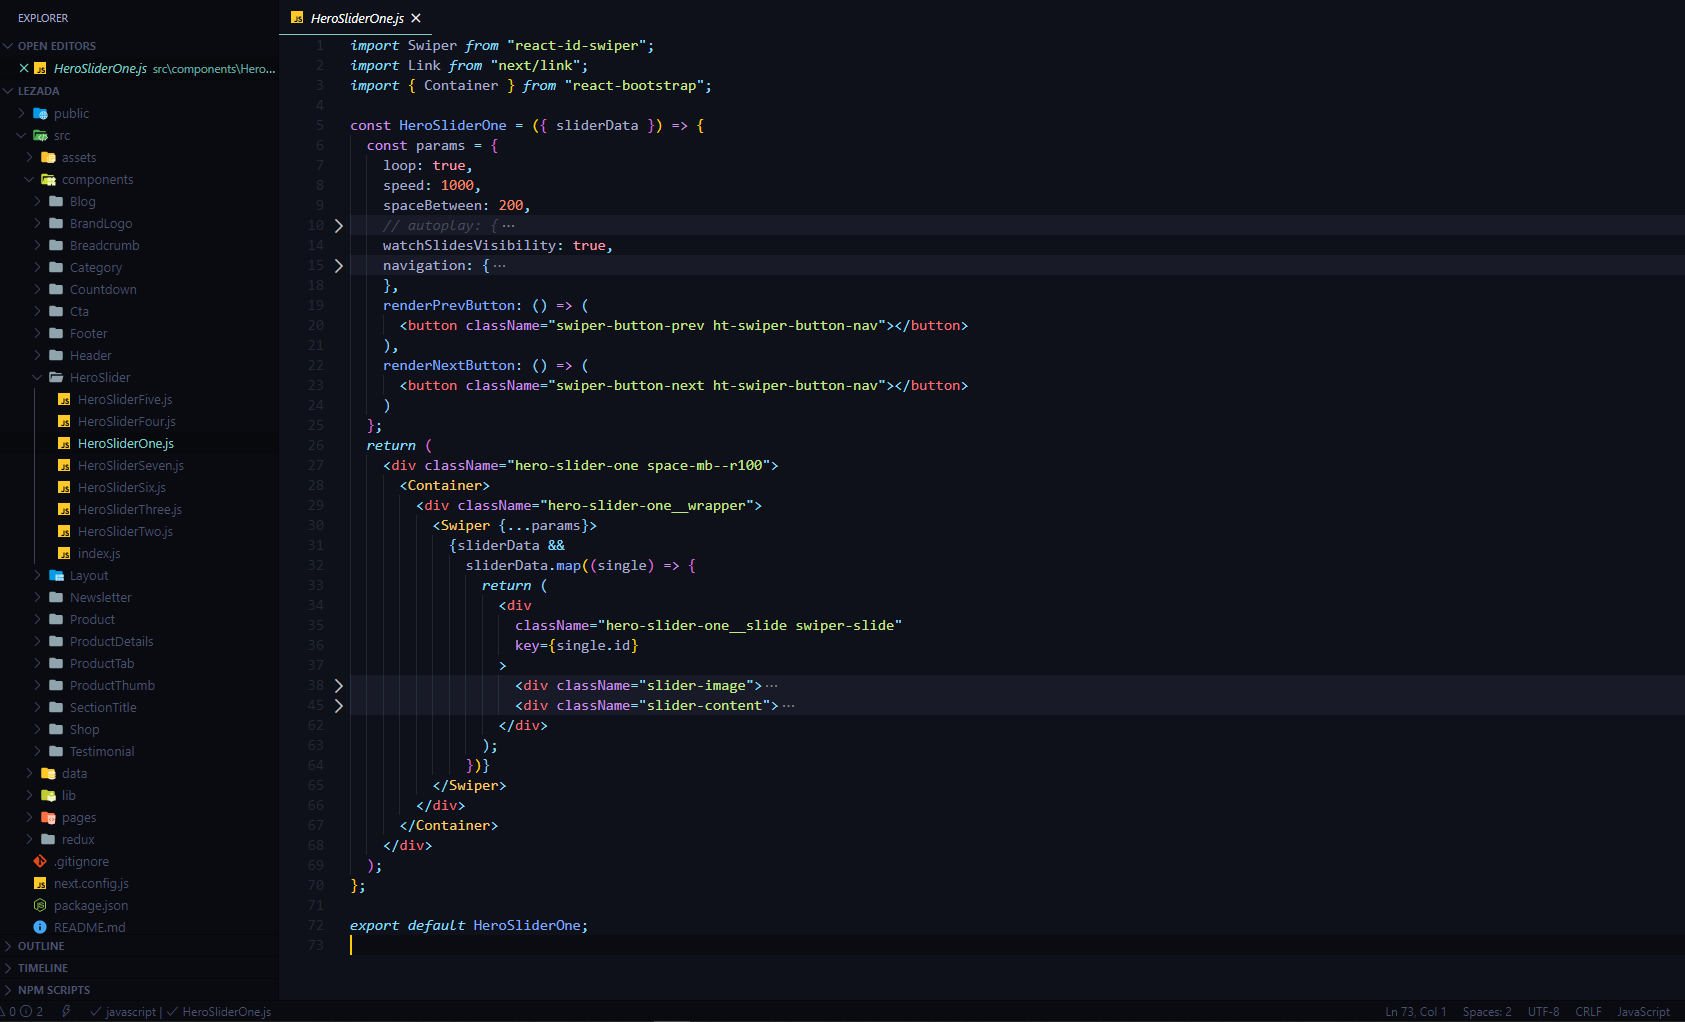 EXPLORER
OPEN EDITORS
HeroSliderOne.js src\components\Hero...
LEZADA
public
src
assets
components
Blog
BrandLogo
Breadcrumb
Category
Countdown
Cta
Footer
Header
HeroSlider
HeroSliderFive.js
HeroSliderFour.js
HeroSliderOne.js
HeroSliderSeven.js
HeroSliderSix.js
HeroSliderThree.js
HeroSliderTwo.js
index.js
Layout
Newsletter
Product
ProductDetails
ProductTab
ProductThumb
SectionTitle
Shop
Testimonial
data
lib
pages
redux
.gitignore
next.config.js
package.json
README.md
OUTLINE
TIMELINE
NPM SCRIPTS
HeroSliderOne.js
1 import Swiper from "react-id-swiper";
2 import Link from "next/link";
3 import { Container } from "react-bootstrap";
4
5 const HeroSliderOne = ({ sliderData }) => {
6 const params = {
7 loop: true,
8 speed: 1000,
9 spaceBetween: 200,
10 // autoplay: { ···
14 watchSlidesVisibility: true,
15 navigation: { ···
18 },
19 renderPrevButton: () => (
20 <button className="swiper-button-prev ht-swiper-button-nav"></button>
21 ),
22 renderNextButton: () => (
23 <button className="swiper-button-next ht-swiper-button-nav"></button>
24 )
25 };
26 return (
27 <div className="hero-slider-one space-mb--r100">
28 <Container>
29 <div className="hero-slider-one__wrapper">
30 <Swiper {...params}>
31 {sliderData &&
32 sliderData.map((single) => {
33 return (
34 <div
35 className="hero-slider-one__slide swiper-slide"
36 key={single.id}
37 >
38 <div className="slider-image"> ···
45 <div className="slider-content"> ···
62 </div>
63 );
64 })}
65 </Swiper>
66 </div>
67 </Container>
68 </div>
69 );
70 };
71
72 export default HeroSliderOne;
73
0 2 javascript | HeroSliderOne.js Ln 73, Col 1 Spaces: 2 UTF-8 CRLF JavaScript